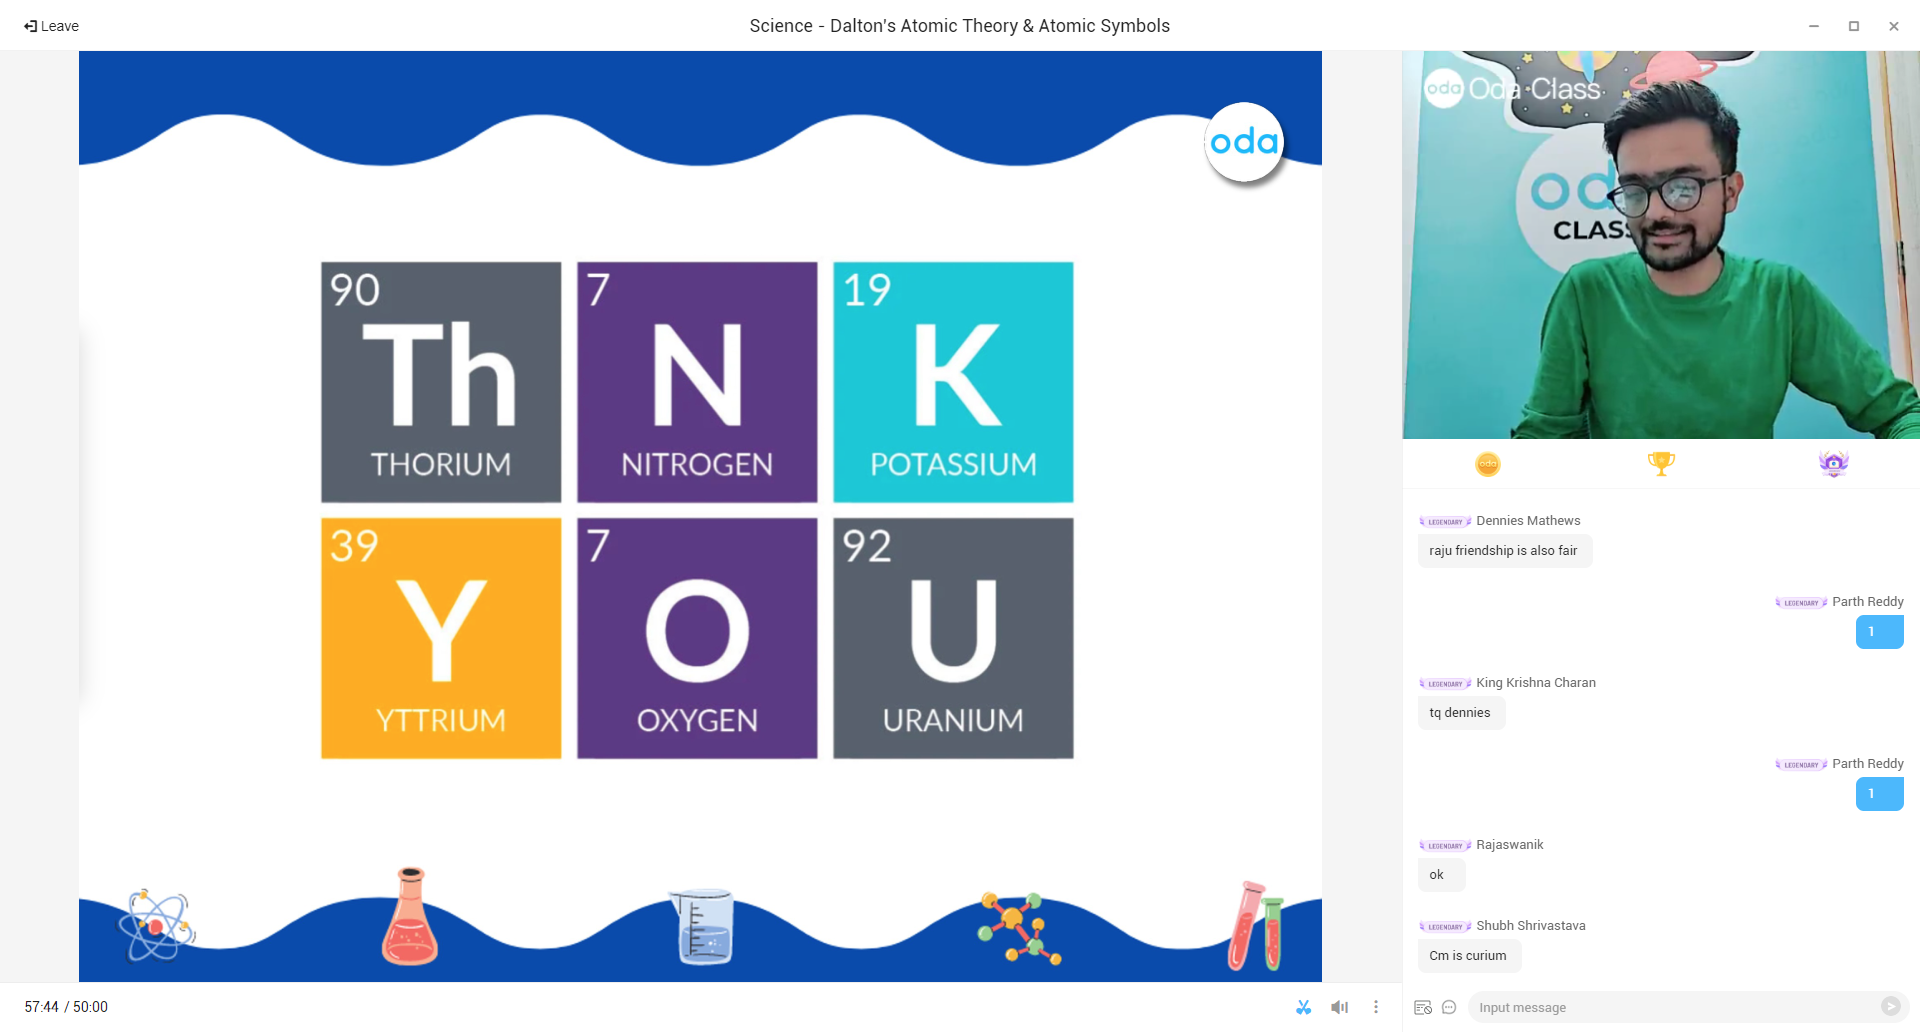 Leave
Science - Dalton's Atomic Theory & Atomic Symbols
oda
90
Th
THORIUM
7
N
NITROGEN
19
K
POTASSIUM
39
Y
YTTRIUM
7
O
OXYGEN
92
U
URANIUM
57:44 / 50:00
oda Oda Class
CLASS
oda
LEGENDARY Dennies Mathews
raju friendship is also fair
LEGENDARY Parth Reddy
1
LEGENDARY King Krishna Charan
tq dennies
LEGENDARY Parth Reddy
1
LEGENDARY Rajaswanik
ok
LEGENDARY Shubh Shrivastava
Cm is curium
Input message